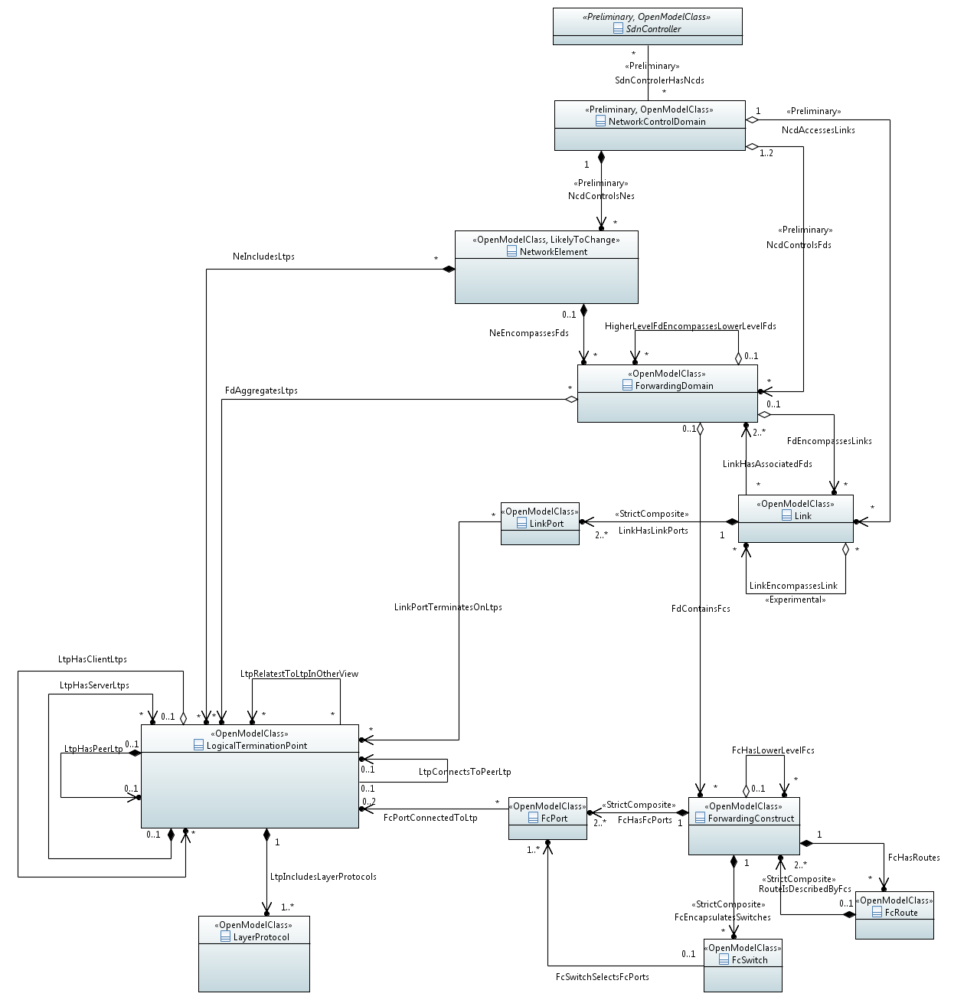 «Preliminary, OpenModelClass»
SdnController
*
«Preliminary»
SdnControlerHasNcds
*
«Preliminary, OpenModelClass»
NetworkControlDomain
1
«Preliminary»
NcdAccessesLinks
1..2
1
«Preliminary»
NcdControlsNes
*
«Preliminary»
NcdControlsFds
«OpenModelClass, LikelyToChange»
NetworkElement
NeIncludesLtps
*
0..1
NeEncompassesFds
*
HigherLevelFdEncompassesLowerLevelFds
*
0..1
«OpenModelClass»
ForwardingDomain
*
FdAggregatesLtps
*
0..1
0..1
2..*
FdEncompassesLinks
LinkHasAssociatedFds
*
*
«OpenModelClass»
Link
*
«OpenModelClass»
LinkPort
*
«StrictComposite»
LinkHasLinkPorts
2..*
1
*
*
LinkEncompassesLink
«Experimental»
LinkPortTerminatesOnLtps
FdContainsFcs
LtpHasClientLtps
LtpHasServerLtps
LtpRelatestToLtpInOtherView
*
0..1
*
*
*
*
«OpenModelClass»
LogicalTerminationPoint
*
LtpHasPeerLtp
0..1
0..1
0..1
LtpConnectsToPeerLtp
0..1
0..2
FcPortConnectedToLtp
*
FcHasLowerLevelFcs
*
0..1
*
«OpenModelClass»
ForwardingConstruct
«OpenModelClass»
FcPort
«StrictComposite»
FcHasFcPorts
2..*
1
0..1
*
1
LtpIncludesLayerProtocols
1..*
«OpenModelClass»
LayerProtocol
1..*
1
FcHasRoutes
*
1
2..*
«StrictComposite»
RouteIsDescribedByFcs
0..1
«OpenModelClass»
FcRoute
«StrictComposite»
FcEncapsulatesSwitches
*
«OpenModelClass»
FcSwitch
0..1
FcSwitchSelectsFcPorts